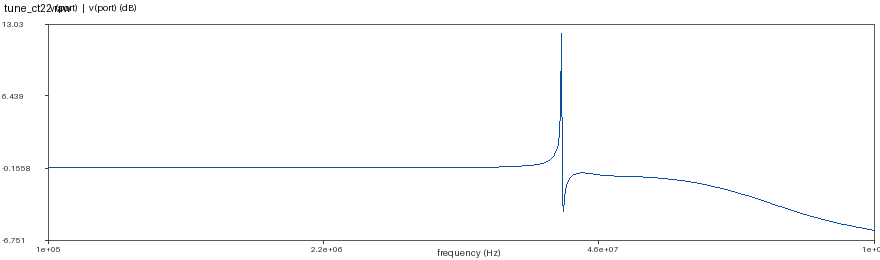 tune_ct22 v(port) | v(port) (dB)
13.03
6.439
-0.1558
-6.751
1e+05 2.2e+06 4.6e+07 1e+0
frequency (Hz)